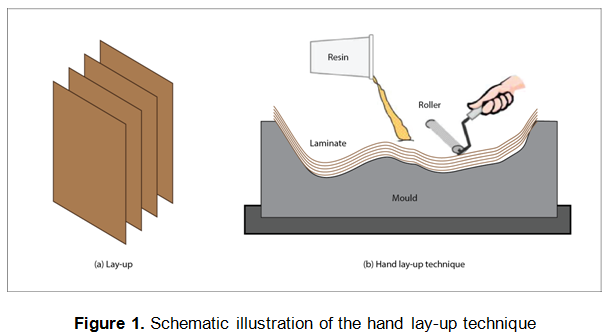 Resin
Roller
Laminate
Mould
(a) Lay-up
(b) Hand lay-up technique
Figure 1. Schematic illustration of the hand lay-up technique